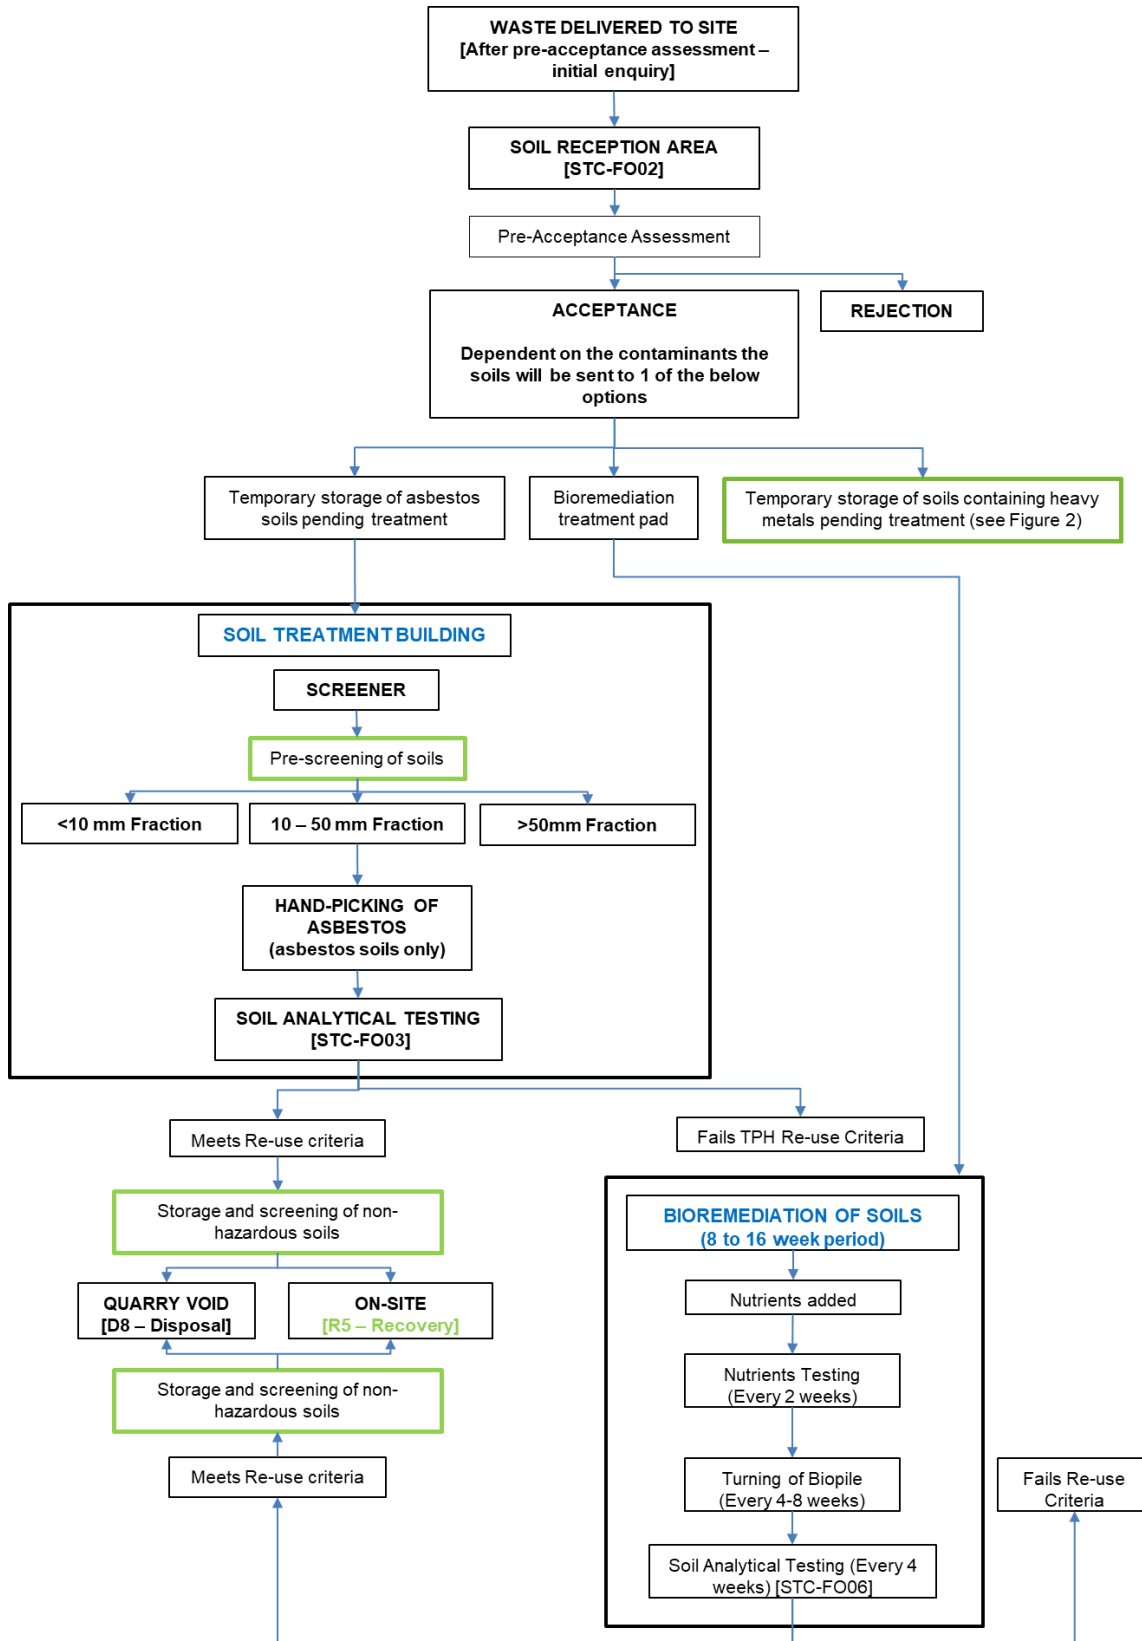 WASTE DELIVERED TO SITE
[After pre-acceptance assessment –
initial enquiry]
SOIL RECEPTION AREA
[STC-FO02]
Pre-Acceptance Assessment
ACCEPTANCE
Dependent on the contaminants the
soils will be sent to 1 of the below
options
REJECTION
Temporary storage of asbestos
soils pending treatment
Bioremediation
treatment pad
Temporary storage of soils containing heavy
metals pending treatment (see Figure 2)
SOIL TREATMENT BUILDING
SCREENER
Pre-screening of soils
<10 mm Fraction
10 – 50 mm Fraction
>50mm Fraction
HAND-PICKING OF
ASBESTOS
(asbestos soils only)
SOIL ANALYTICAL TESTING
[STC-FO03]
Meets Re-use criteria
Fails TPH Re-use Criteria
Storage and screening of non-
hazardous soils
QUARRY VOID
[D8 – Disposal]
ON-SITE
[R5 – Recovery]
Storage and screening of non-
hazardous soils
Meets Re-use criteria
BIOREMEDIATION OF SOILS
(8 to 16 week period)
Nutrients added
Nutrients Testing
(Every 2 weeks)
Turning of Biopile
(Every 4-8 weeks)
Soil Analytical Testing (Every 4
weeks) [STC-FO06]
Fails Re-use
Criteria